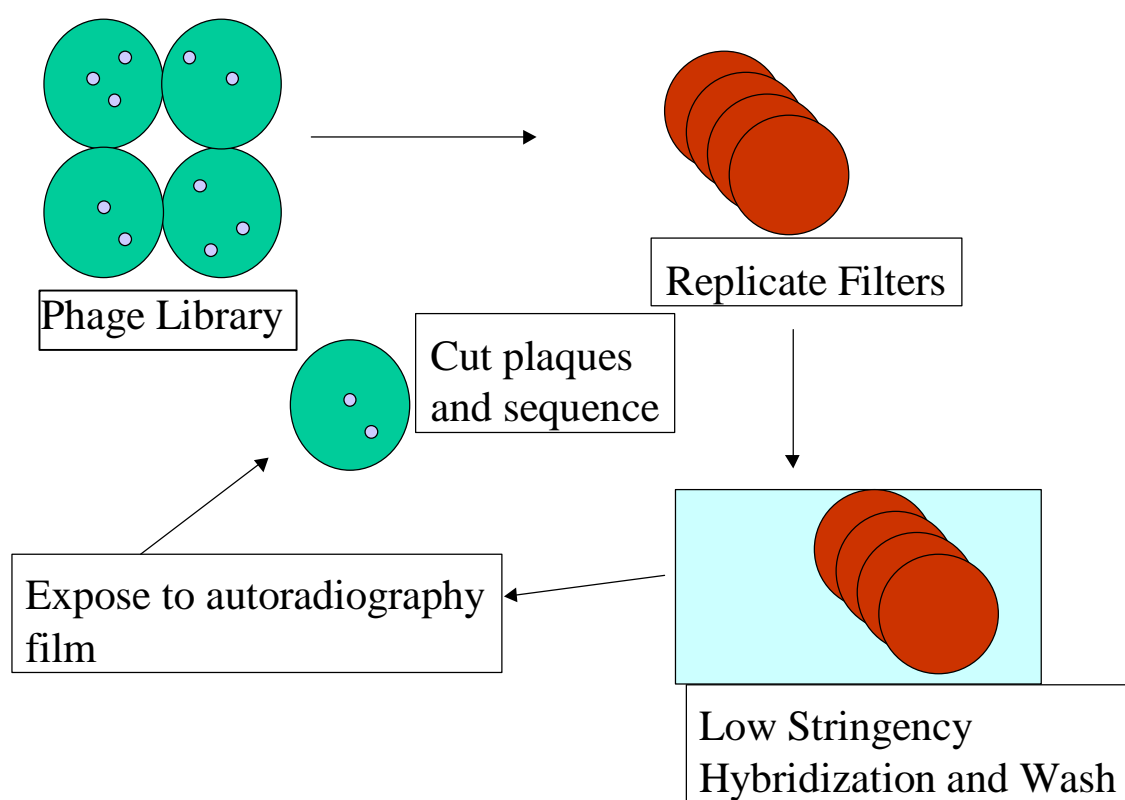 Phage Library
Replicate Filters
Cut plaques
and sequence
Expose to autoradiography
film
Low Stringency
Hybridization and Wash